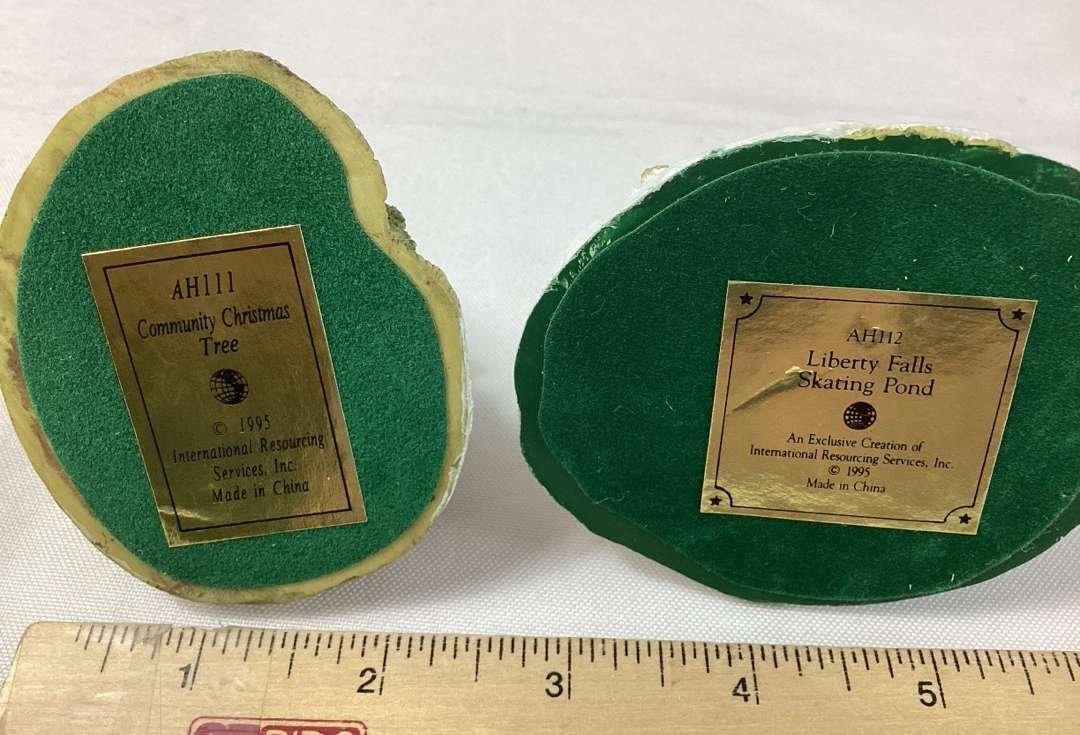 AH111
Community Christmas
Tree
© 1995
International Resourcing
Services, Inc.
Made in China
AH112
Liberty Falls
Skating Pond
An Exclusive Creation of
International Resourcing Services, Inc.
© 1995
Made in China
1 2 3 4 5